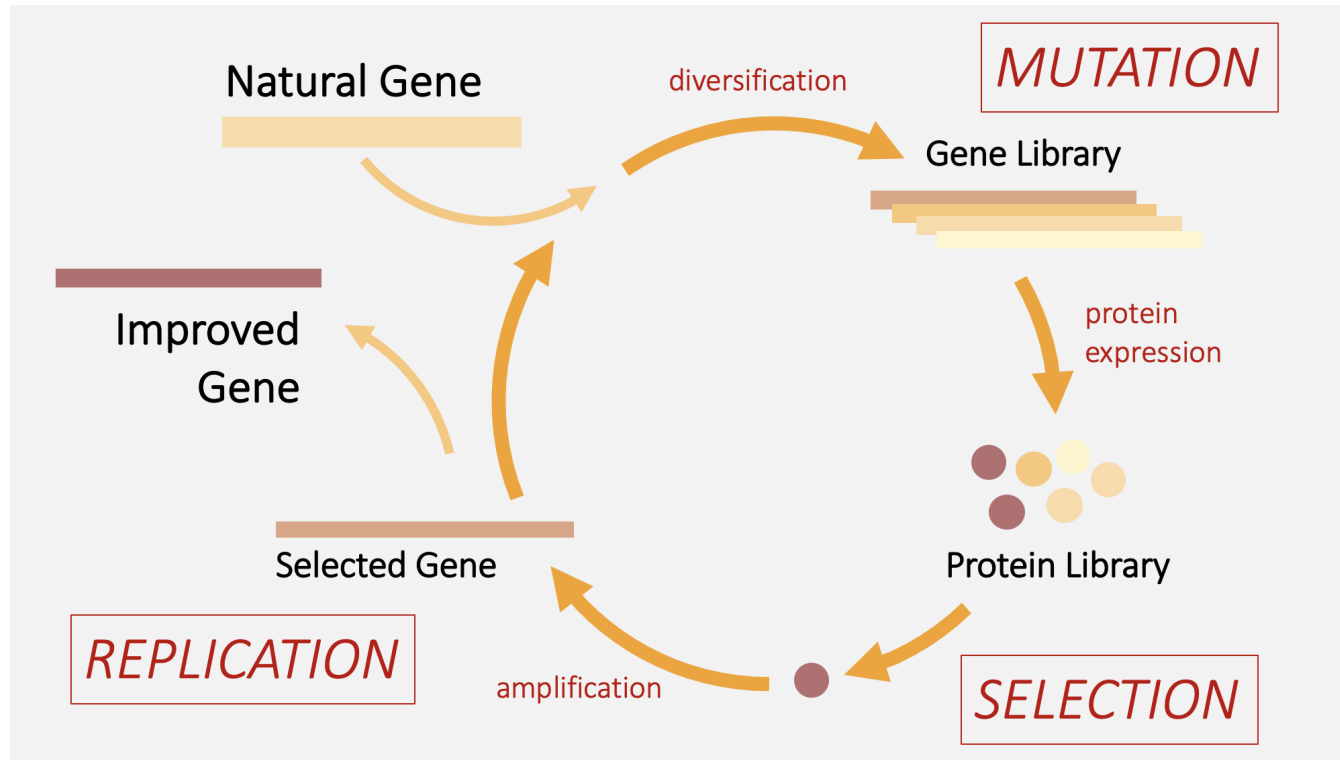 Natural Gene
diversification
MUTATION
Gene Library
protein
expression
Protein Library
SELECTION
amplification
Selected Gene
REPLICATION
Improved
Gene